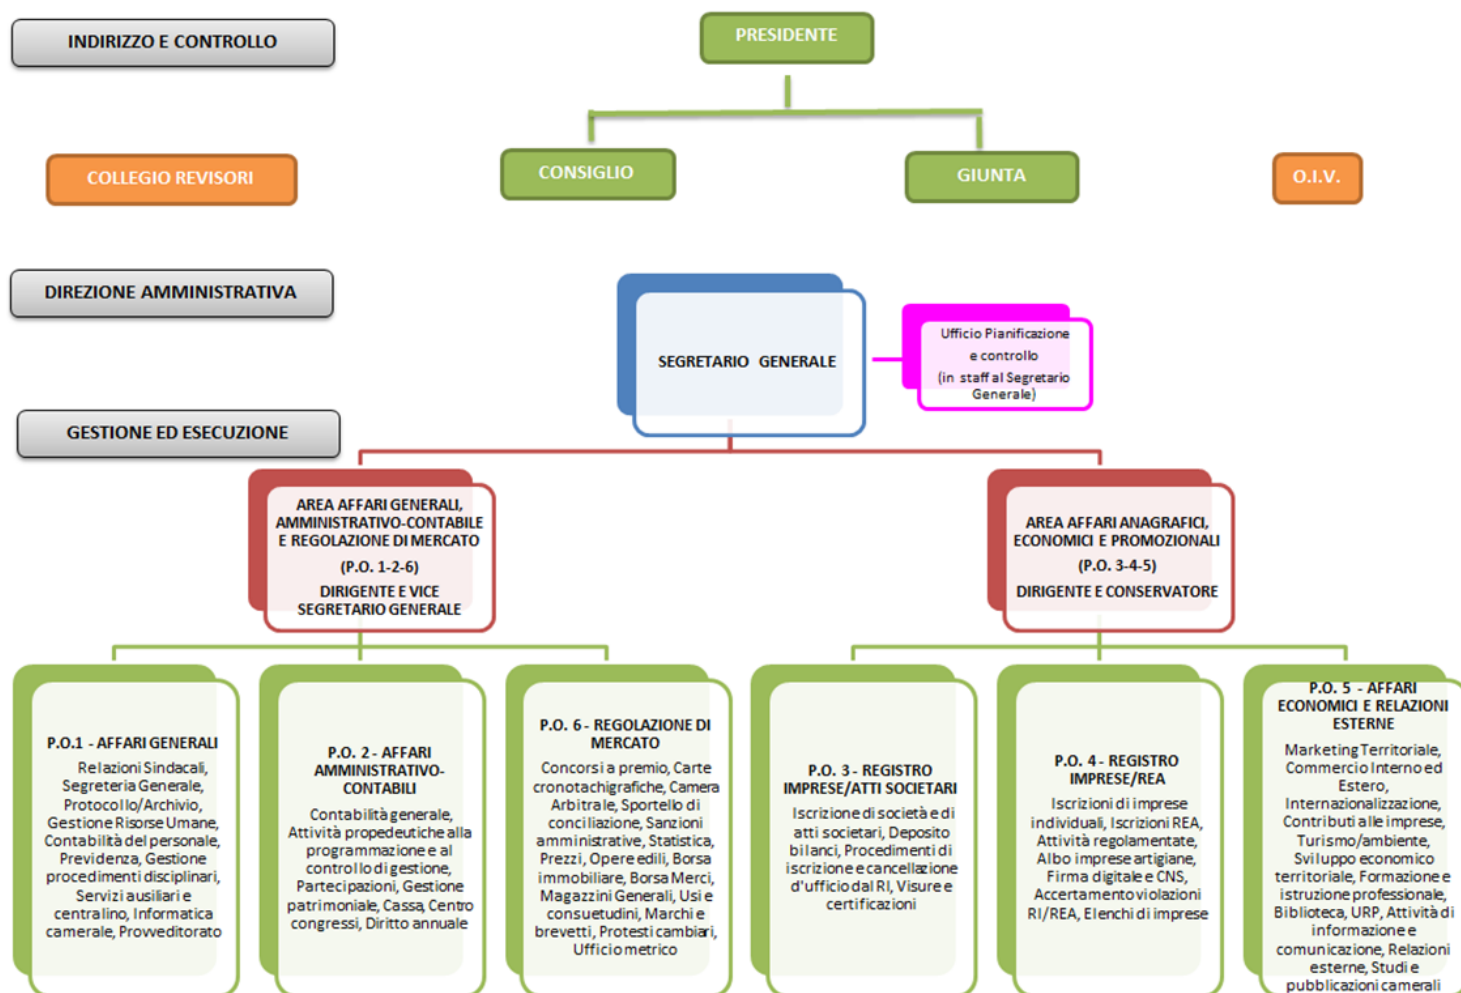 INDIRIZZO E CONTROLLO
PRESIDENTE
COLLEGIO REVISORI
CONSIGLIO
GIUNTA
O.I.V.
DIREZIONE AMMINISTRATIVA
SEGRETARIO GENERALE
Ufficio Pianificazione
e controllo
(in staff al Segretario
Generale)
GESTIONE ED ESECUZIONE
AREA AFFARI GENERALI,
AMMINISTRATIVO-CONTABILE
E REGOLAZIONE DI MERCATO
(P.O. 1-2-6)
DIRIGENTE E VICE
SEGRETARIO GENERALE
AREA AFFARI ANAGRAFICI,
ECONOMICI E PROMOZIONALI
(P.O. 3-4-5)
DIRIGENTE E CONSERVATORE
P.O.1 - AFFARI GENERALI
Relazioni Sindacali,
Segreteria Generale,
Protocollo/Archivio,
Gestione Risorse Umane,
Contabilità del personale,
Previdenza, Gestione
procedimenti disciplinari,
Servizi ausiliari e
centralino, Informatica
camerale, Provveditorato
P.O. 2 - AFFARI
AMMINISTRATIVO-
CONTABILI
Contabilità generale,
Attività propedeutiche alla
programmazione e al
controllo di gestione,
Partecipazioni, Gestione
patrimoniale, Cassa, Centro
congressi, Diritto annuale
P.O. 6 - REGOLAZIONE DI
MERCATO
Concorsi a premio, Carte
cronotachigrafiche, Camera
Arbitrale, Sportello di
conciliazione, Sanzioni
amministrative, Statistica,
Prezzi, Opere edili, Borsa
immobiliare, Borsa Merci,
Magazzini Generali, Usi e
consuetudini, Marchi e
brevetti, Protesti cambiari,
Ufficio metrico
P.O. 3 - REGISTRO
IMPRESE/ATTI SOCIETARI
Iscrizione di società e di
atti societari, Deposito
bilanci, Procedimenti di
iscrizione e cancellazione
d'ufficio dal RI, Visure e
certificazioni
P.O. 4 - REGISTRO
IMPRESE/REA
Iscrizioni di imprese
individuali, Iscrizioni REA,
Attività regolamentate,
Albo imprese artigiane,
Firma digitale e CNS,
Accertamento violazioni
RI/REA, Elenchi di imprese
P.O. 5 - AFFARI
ECONOMICI E RELAZIONI
ESTERNE
Marketing Territoriale,
Commercio Interno ed
Estero,
Internazionalizzazione,
Contributi alle imprese,
Turismo/ambiente,
Sviluppo economico
territoriale, Formazione e
istruzione professionale,
Biblioteca, URP, Attività di
informazione e
comunicazione, Relazioni
esterne, Studi e
pubblicazioni camerali